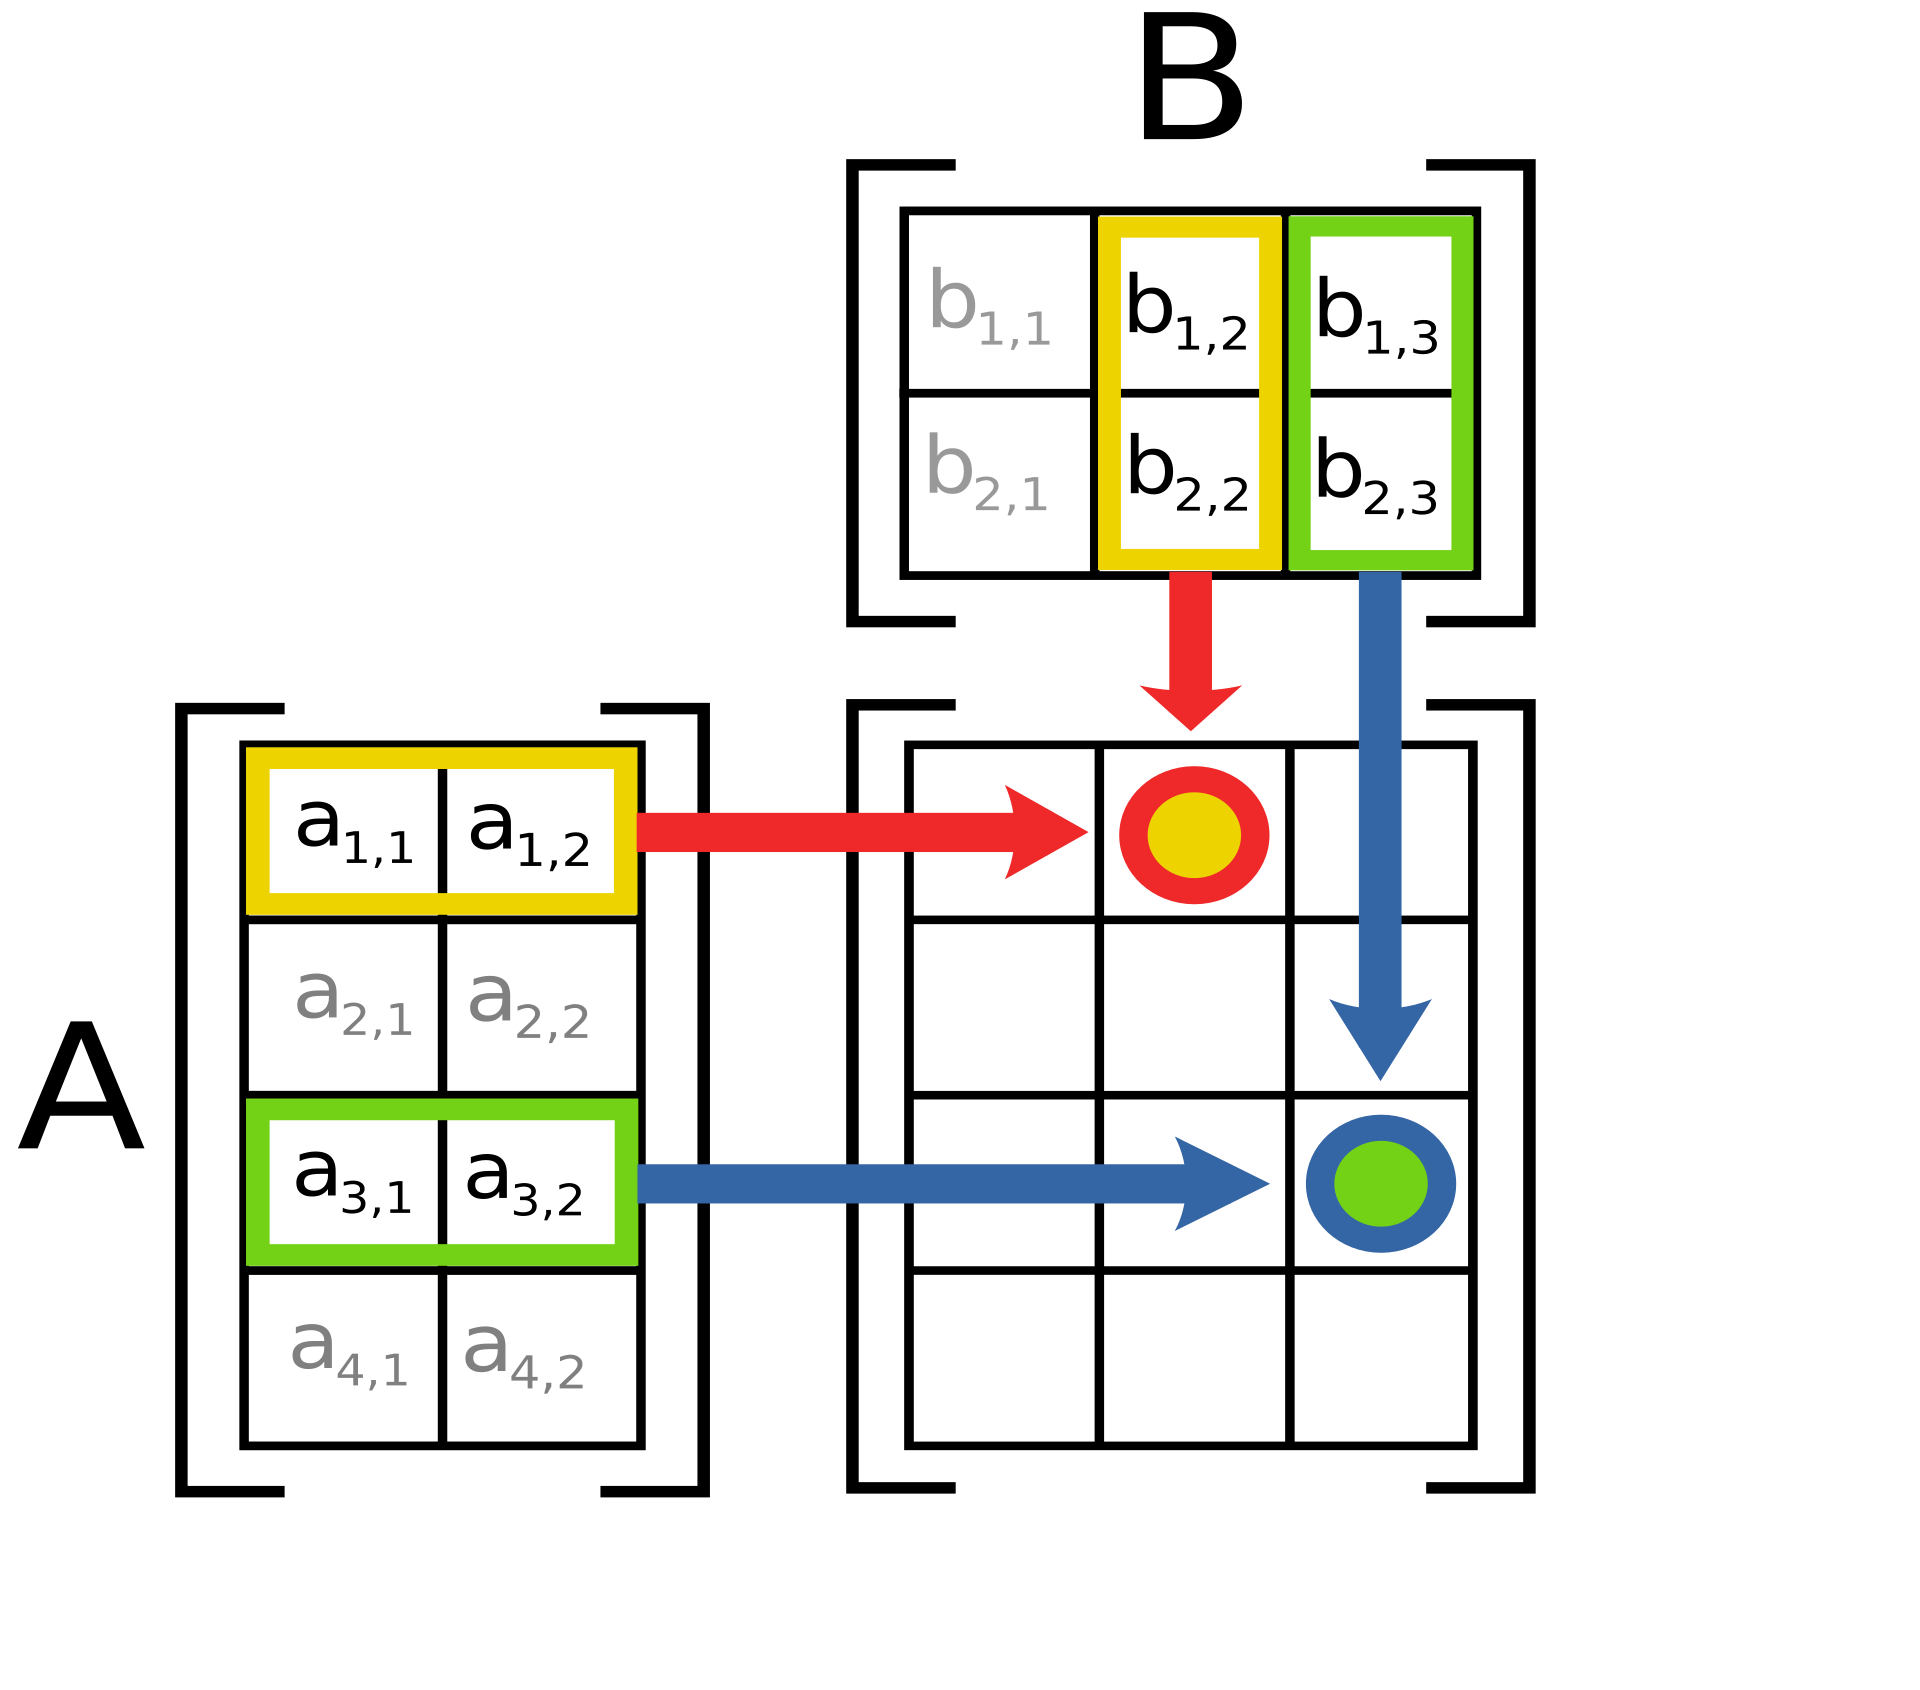 B
b1,1 b1,2 b1,3
b2,1 b2,2 b2,3
A
a1,1 a1,2
a2,1 a2,2
a3,1 a3,2
a4,1 a4,2